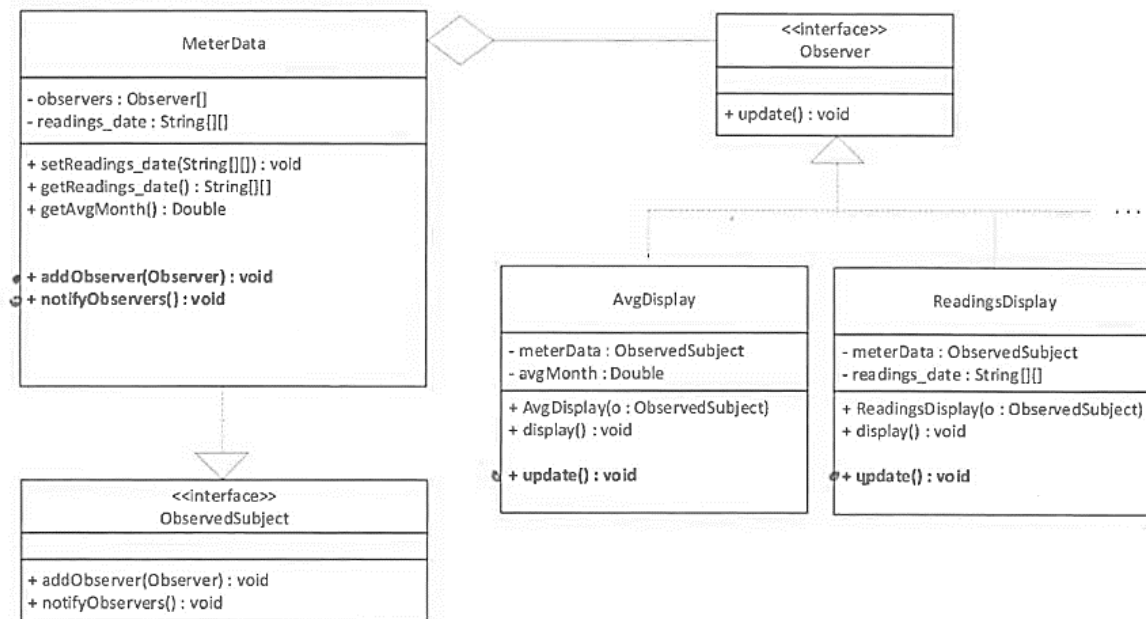 MeterData
- observers : Observer[]
- readings_date : String[][]
+ setReadings_date(String[][]) : void
+ getReadings_date() : String[][]
+ getAvgMonth() : Double
+ addObserver(Observer) : void
+ notifyObservers() : void
<<interface>>
Observer
+ update() : void
...
AvgDisplay
- meterData : ObservedSubject
- avgMonth : Double
+ AvgDisplay(o : ObservedSubject)
+ display() : void
+ update() : void
ReadingsDisplay
- meterData : ObservedSubject
- readings_date : String[][]
+ ReadingsDisplay(o : ObservedSubject)
+ display() : void
+ update() : void
<<interface>>
ObservedSubject
+ addObserver(Observer) : void
+ notifyObservers() : void